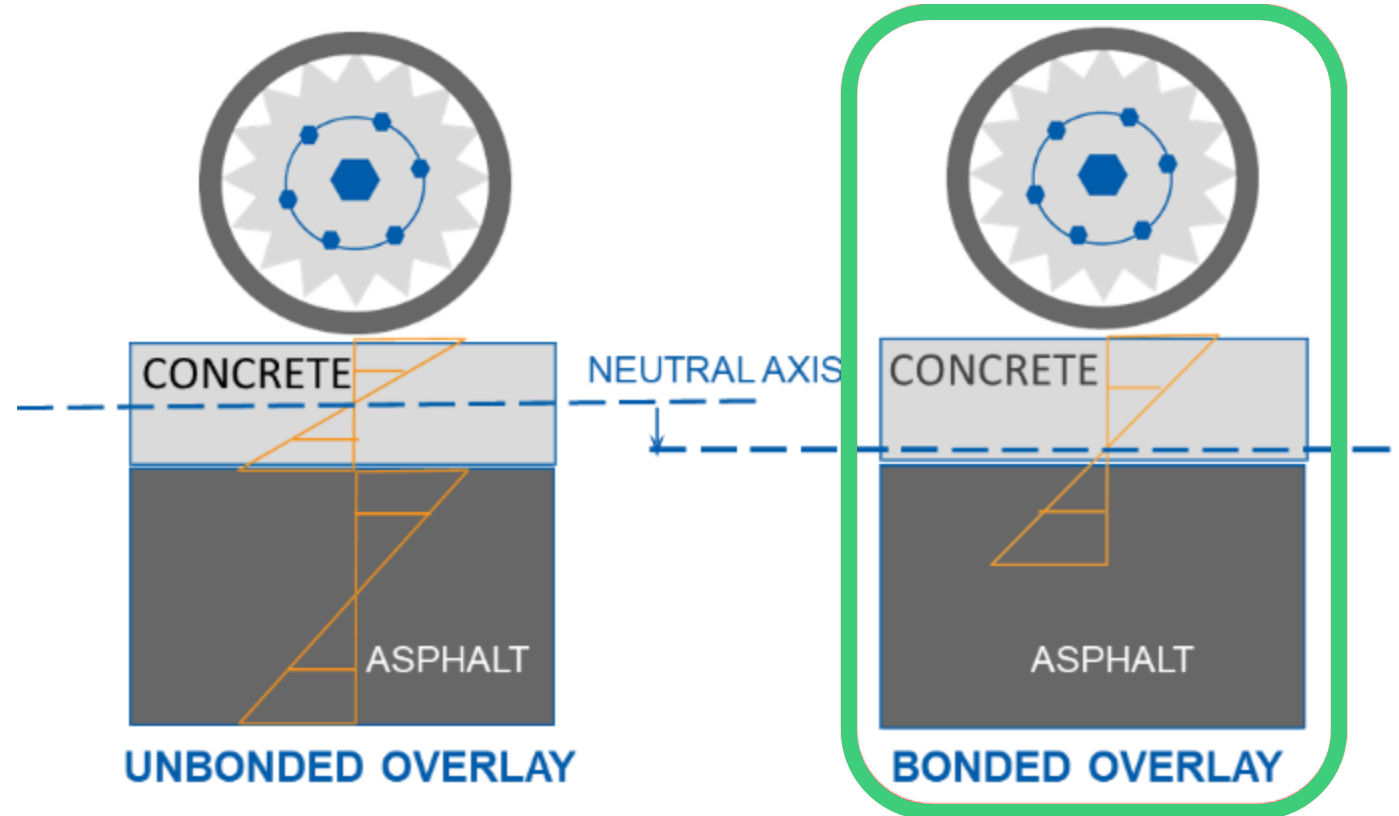 CONCRETE
NEUTRAL AXIS
CONCRETE
ASPHALT
ASPHALT
UNBONDED OVERLAY
BONDED OVERLAY